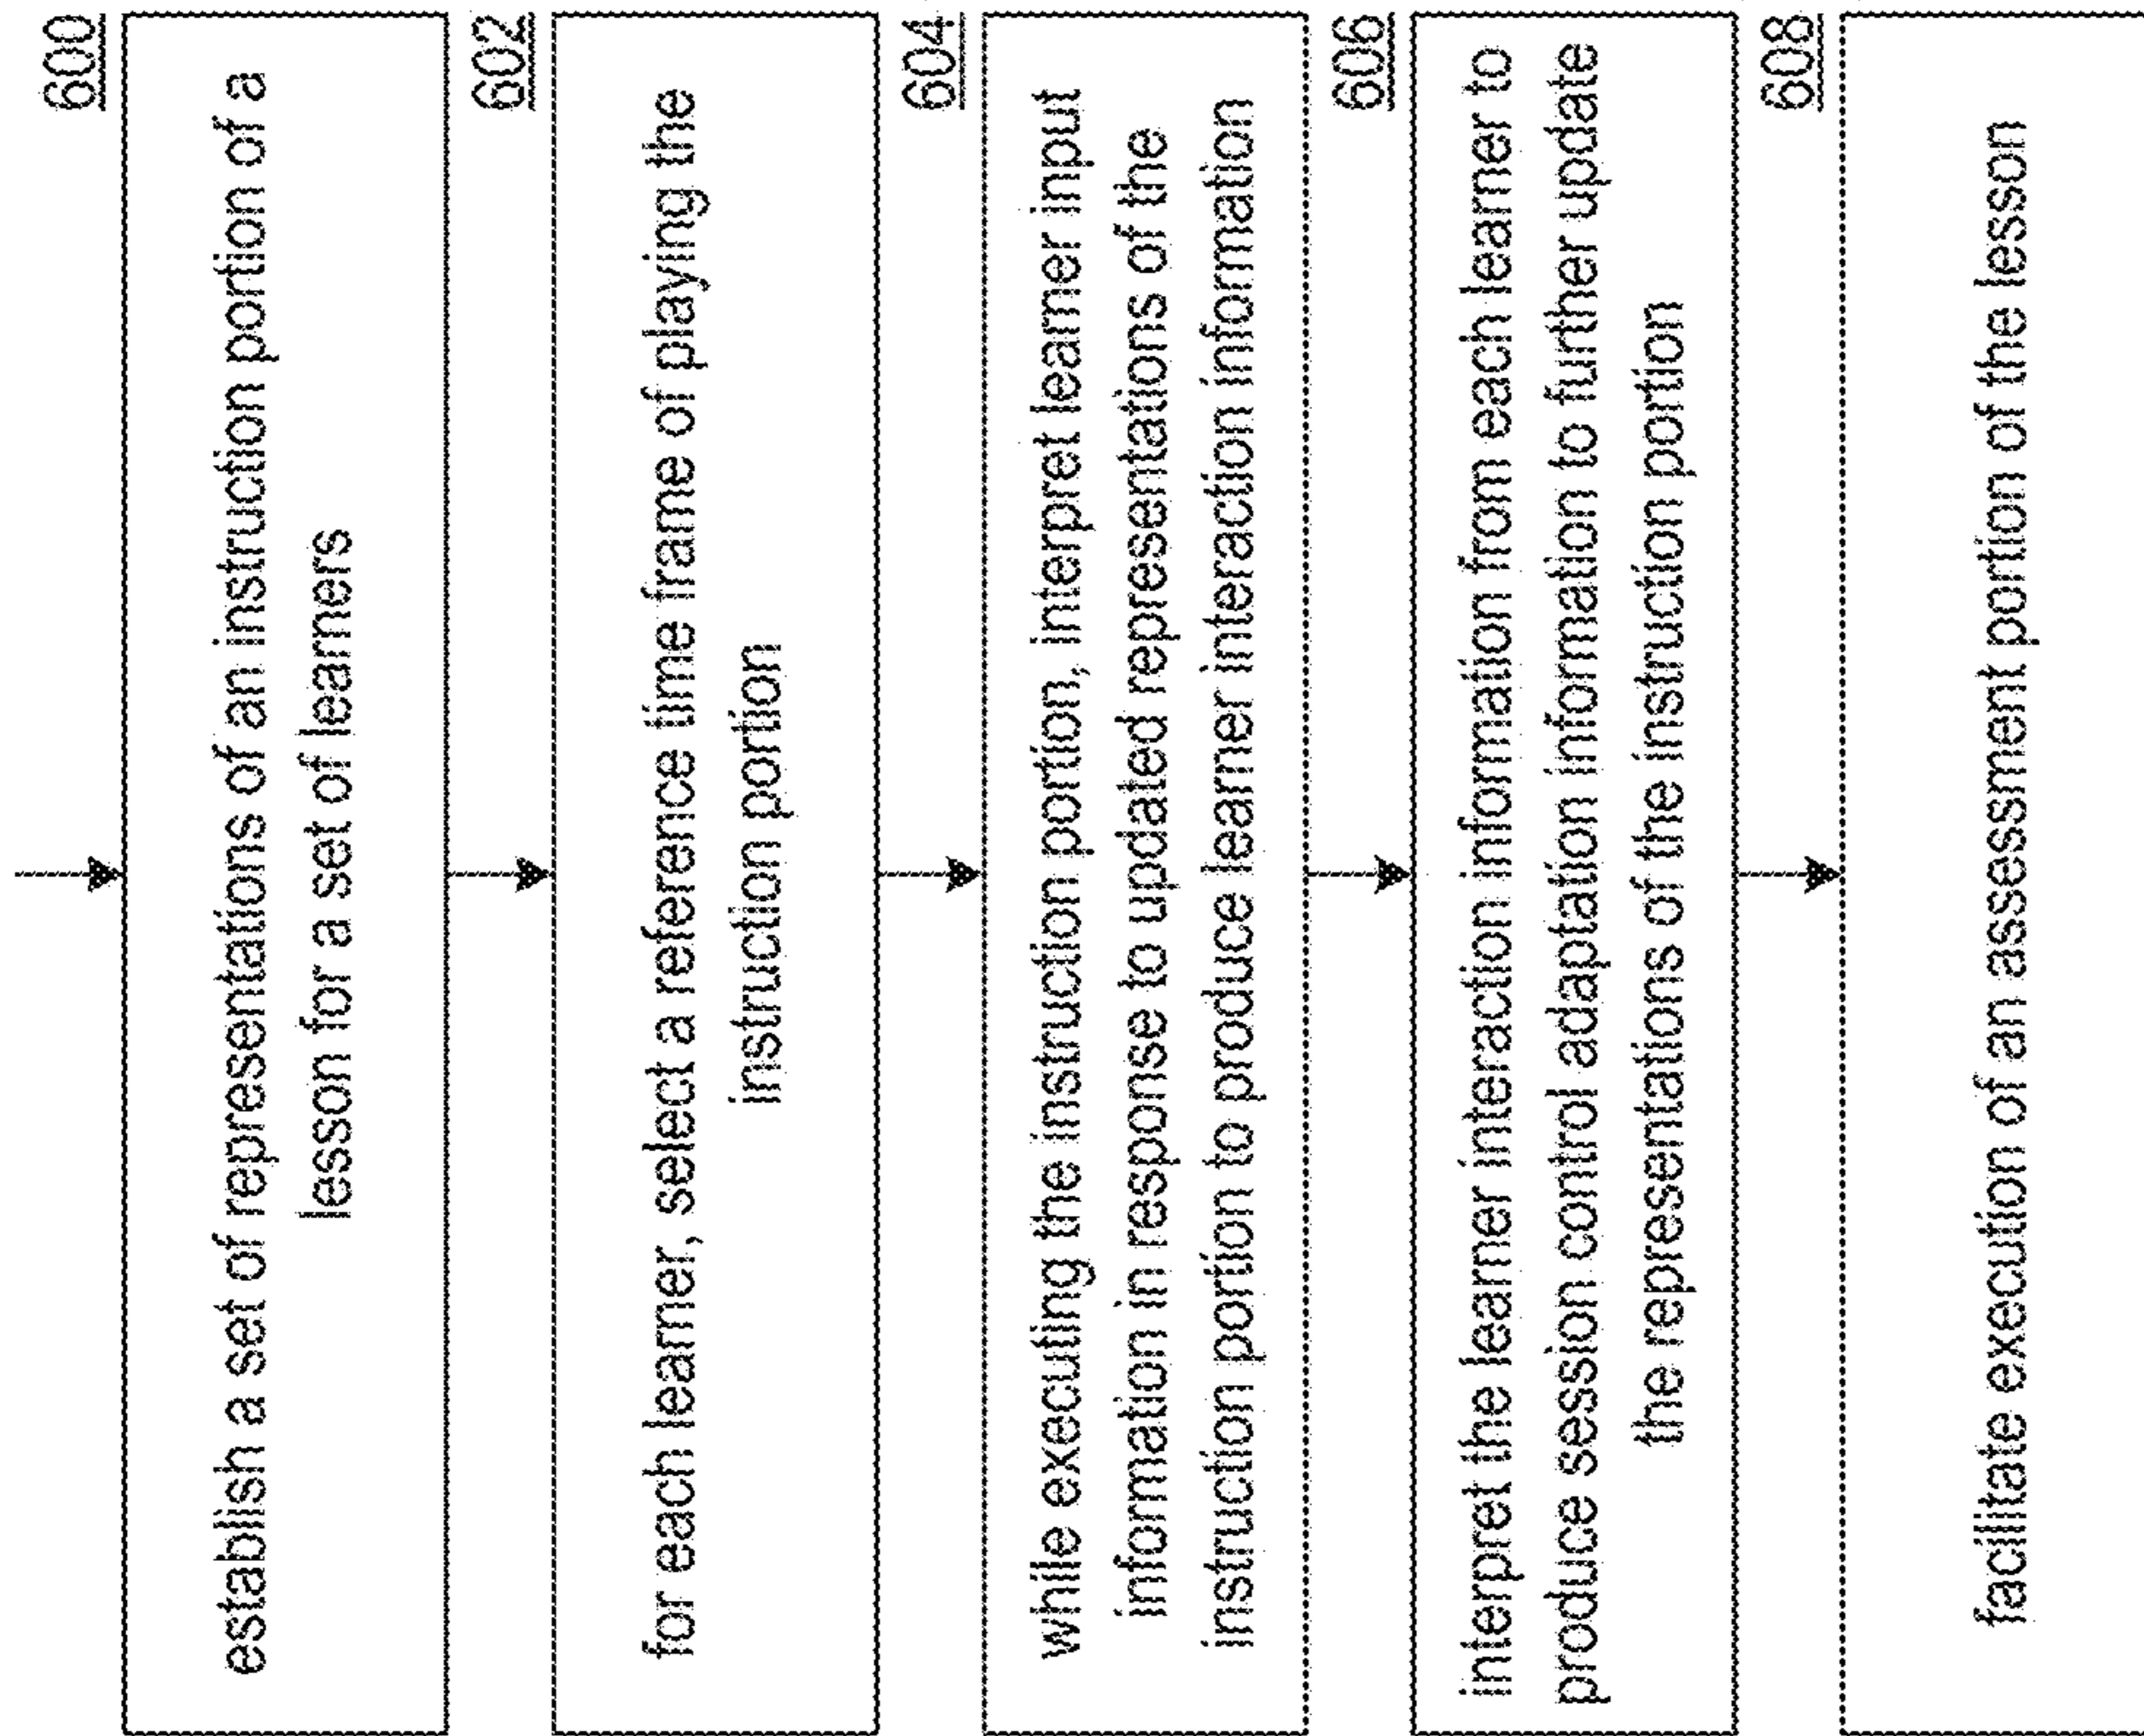 600
establish a set of representations of an instruction portion of a
lesson for a set of learners
602
for each learner, select a reference time frame of playing the
instruction portion
604
while executing the instruction portion, interpret learner input
information in response to updated representations of the
instruction portion to produce learner interaction information
606
interpret the learner interaction information from each learner to
produce session control adaptation information to further update
the representations of the instruction portion
608
facilitate execution of an assessment portion of the lesson